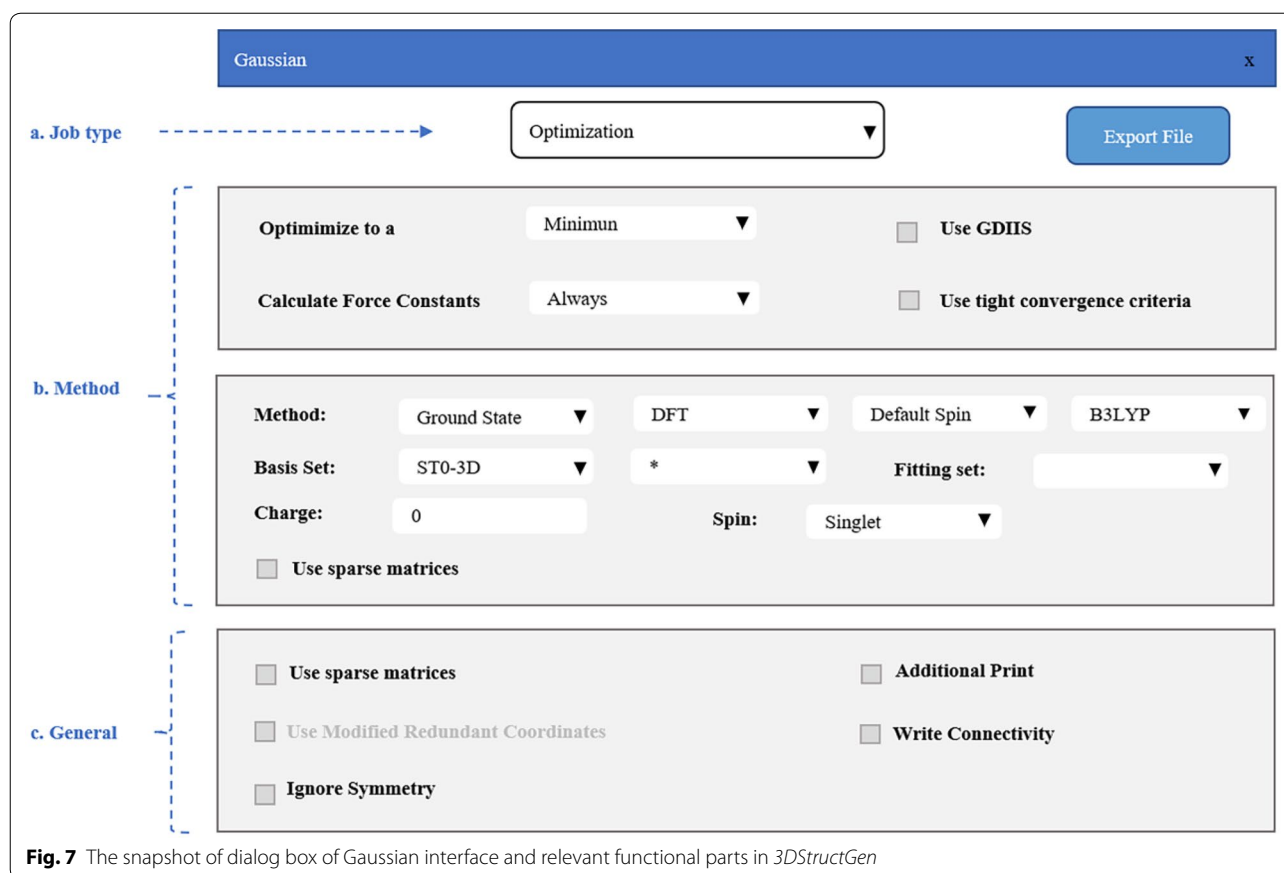 Gaussian x
a. Job type Optimization ▼ Export File
Optimimize to a Minimun ▼ Use GDIIS
Calculate Force Constants Always ▼ Use tight convergence criteria
b. Method
Method: Ground State ▼ DFT ▼ Default Spin ▼ B3LYP ▼
Basis Set: ST0-3D ▼ * ▼ Fitting set: ▼
Charge: 0 Spin: Singlet ▼
Use sparse matrices
Use sparse matrices Additional Print
c. General Use Modified Redundant Coordinates Write Connectivity
Ignore Symmetry
Fig. 7 The snapshot of dialog box of Gaussian interface and relevant functional parts in 3DStructGen